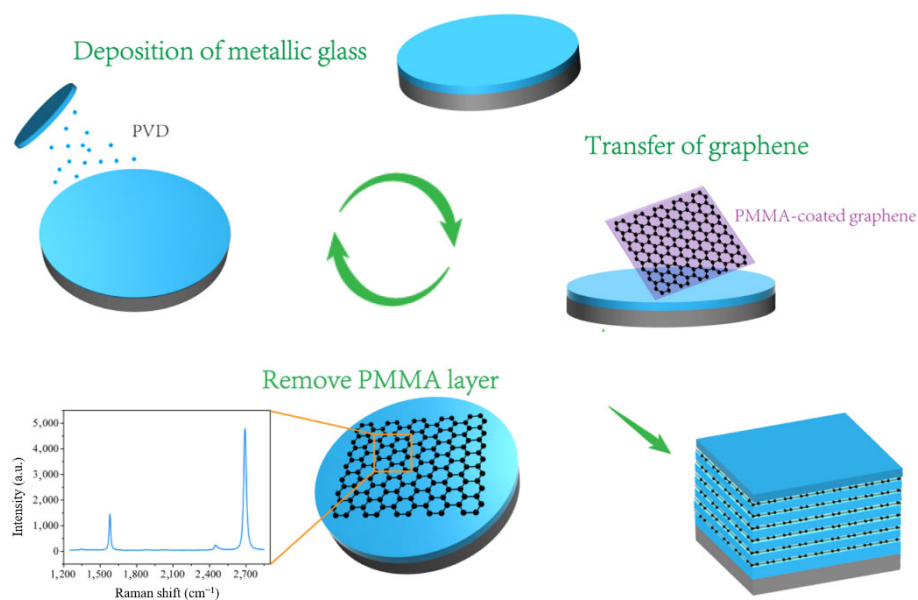 Deposition of metallic glass
PVD
Transfer of graphene
PMMA-coated graphene
Remove PMMA layer
5,000
4,000
3,000
2,000
1,000
0
Intensity (a.u.)
1,200 1,500 1,800 2,100 2,400 2,700
Raman shift (cm⁻¹)